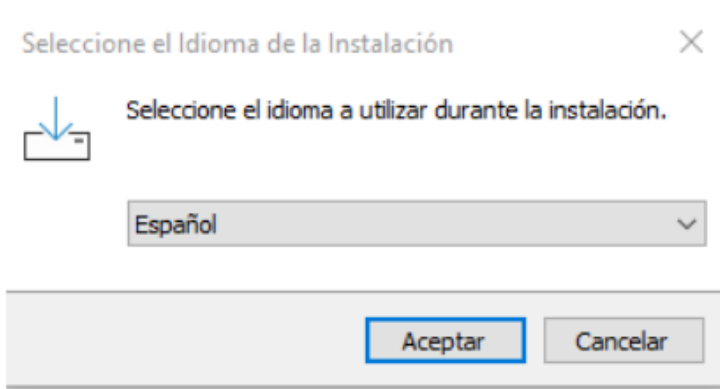 Seleccione el Idioma de la Instalación
Seleccione el idioma a utilizar durante la instalación.
Español
Aceptar
Cancelar